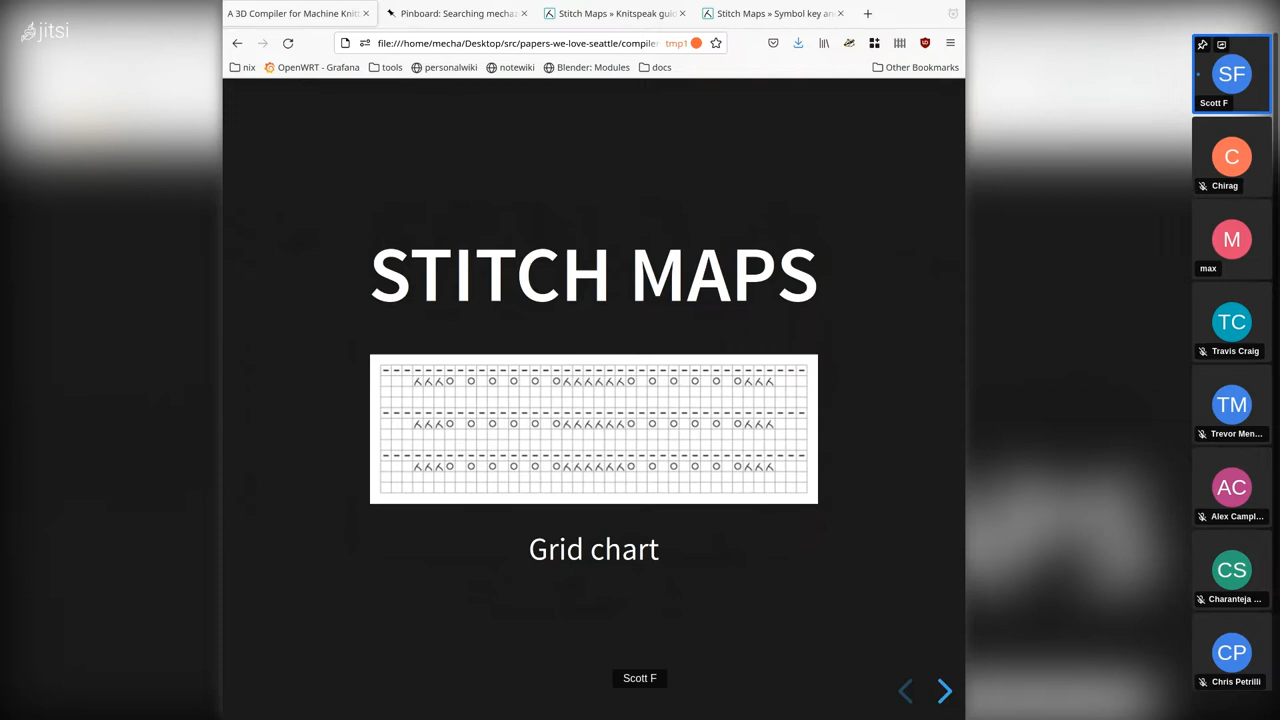 jitsi
A 3D Compiler for Machine Knitt
Pinboard: Searching mecha
Stitch Maps » Knitspeak guid
Stitch Maps » Symbol key an
file:///home/mecha/Desktop/src/papers-we-love-seattle/compiler
tmp1
nix
OpenWRT - Grafana
tools
personalwiki
notewiki
Blender: Modules
docs
Other Bookmarks
STITCH MAPS
Grid chart
Scott F
SF
Scott F
C
Chirag
M
max
TC
Travis Craig
TM
Trevor Men...
AC
Alex Campl...
CS
Charanteja ...
CP
Chris Petrilli